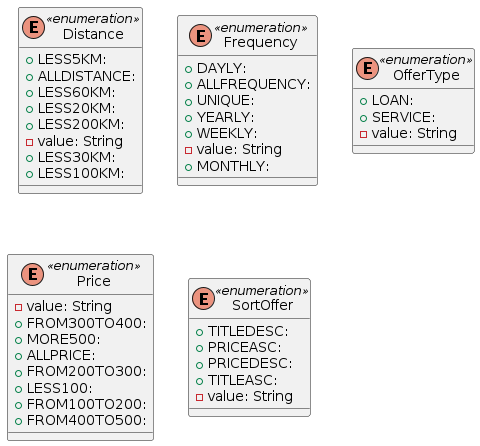 E «enumeration»
Distance
LESS5KM:
ALLDISTANCE:
LESS60KM:
LESS20KM:
LESS200KM:
value: String
LESS30KM:
LESS100KM:
E «enumeration»
Frequency
DAYLY:
ALLFREQUENCY:
UNIQUE:
YEARLY:
WEEKLY:
value: String
MONTHLY:
E «enumeration»
OfferType
LOAN:
SERVICE:
value: String
E «enumeration»
Price
value: String
FROM300TO400:
MORE500:
ALLPRICE:
FROM200TO300:
LESS100:
FROM100TO200:
FROM400TO500:
E «enumeration»
SortOffer
TITLEDESC:
PRICEASC:
PRICEDESC:
TITLEASC:
value: String